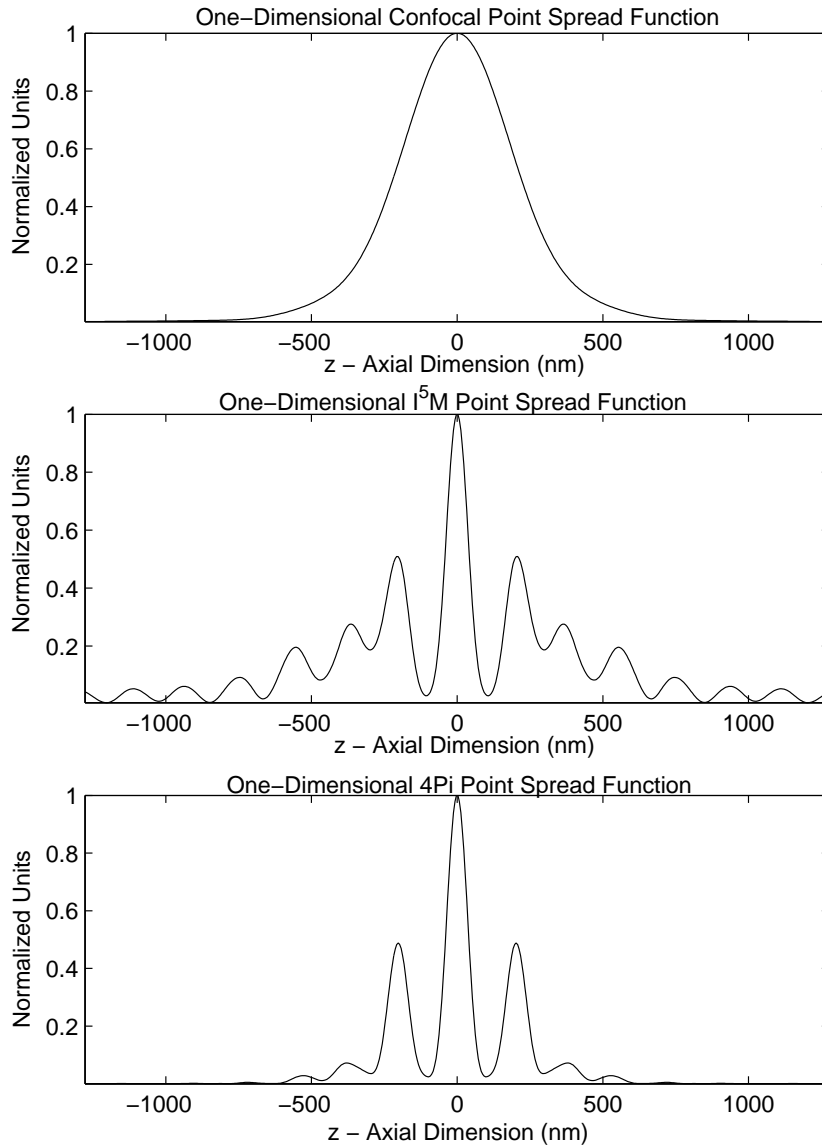 One−Dimensional Confocal Point Spread Function
1
0.8
0.6
0.4
0.2
Normalized Units
−1000 −500 0 500 1000
z − Axial Dimension (nm)
One−Dimensional I⁵M Point Spread Function
1
0.8
0.6
0.4
0.2
Normalized Units
−1000 −500 0 500 1000
z − Axial Dimension (nm)
One−Dimensional 4Pi Point Spread Function
1
0.8
0.6
0.4
0.2
Normalized Units
−1000 −500 0 500 1000
z − Axial Dimension (nm)